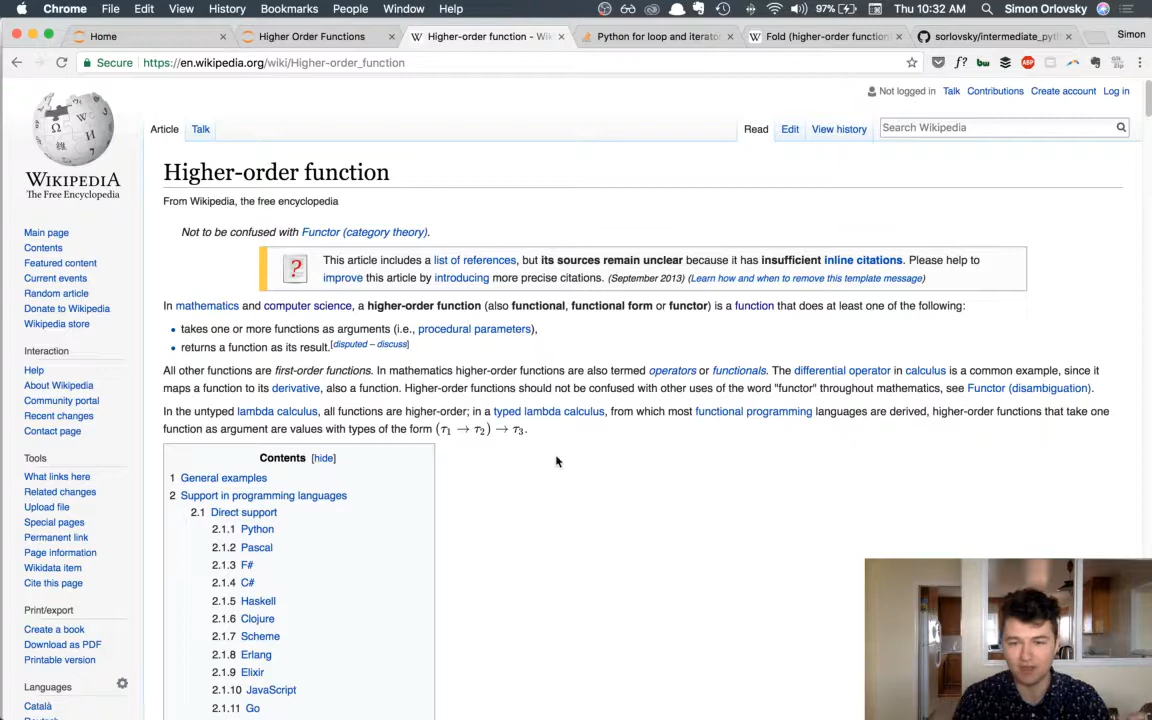 Chrome File Edit View History Bookmarks People Window Help 97% Thu 10:32 AM Simon Orlovsky
Home Higher Order Functions Higher-order function - Wi Python for loop and iterato Fold (higher-order function sorlovsky/intermediate_pyth Simon
Secure https://en.wikipedia.org/wiki/Higher-order_function
Not logged in Talk Contributions Create account Log in
Article Talk Read Edit View history Search Wikipedia
WIKIPEDIA
The Free Encyclopedia
Main page
Contents
Featured content
Current events
Random article
Donate to Wikipedia
Wikipedia store
Interaction
Help
About Wikipedia
Community portal
Recent changes
Contact page
Tools
What links here
Related changes
Upload file
Special pages
Permanent link
Page information
Wikidata item
Cite this page
Print/export
Create a book
Download as PDF
Printable version
Languages
Català
Higher-order function
From Wikipedia, the free encyclopedia
Not to be confused with Functor (category theory).
This article includes a list of references, but its sources remain unclear because it has insufficient inline citations. Please help to
improve this article by introducing more precise citations. (September 2013) (Learn how and when to remove this template message)
In mathematics and computer science, a higher-order function (also functional, functional form or functor) is a function that does at least one of the following:
• takes one or more functions as arguments (i.e., procedural parameters),
• returns a function as its result.[disputed – discuss]
All other functions are first-order functions. In mathematics higher-order functions are also termed operators or functionals. The differential operator in calculus is a common example, since it
maps a function to its derivative, also a function. Higher-order functions should not be confused with other uses of the word "functor" throughout mathematics, see Functor (disambiguation).
In the untyped lambda calculus, all functions are higher-order; in a typed lambda calculus, from which most functional programming languages are derived, higher-order functions that take one
function as argument are values with types of the form (τ1 → τ2) → τ3.
Contents [hide]
1 General examples
2 Support in programming languages
2.1 Direct support
2.1.1 Python
2.1.2 Pascal
2.1.3 F#
2.1.4 C#
2.1.5 Haskell
2.1.6 Clojure
2.1.7 Scheme
2.1.8 Erlang
2.1.9 Elixir
2.1.10 JavaScript
2.1.11 Go